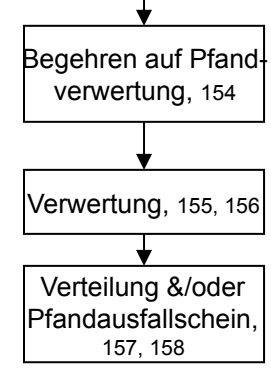 Begehren auf Pfand-
verwertung, 154
Verwertung, 155, 156
Verteilung &/oder
Pfandausfallschein,
157, 158